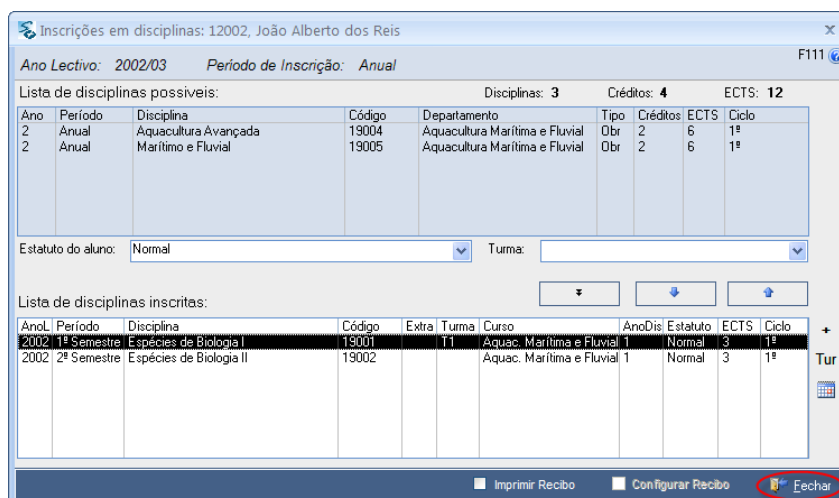 Inscrições em disciplinas: 12002, João Alberto dos Reis x
F111 ?
Ano Lectivo: 2002/03 Período de Inscrição: Anual
Lista de disciplinas possiveis: Disciplinas: 3 Créditos: 4 ECTS: 12
Ano Período Disciplina Código Departamento Tipo Créditos ECTS Ciclo
2 Anual Aquacultura Avançada 19004 Aquacultura Marítima e Fluvial Obr 2 6 1º
2 Anual Marítimo e Fluvial 19005 Aquacultura Marítima e Fluvial Obr 2 6 1º
Estatuto do aluno: Normal Turma:
Lista de disciplinas inscritas:
AnoL Período Disciplina Código Extra Turma Curso AnoDis Estatuto ECTS Ciclo
2002 1º Semestre Espécies de Biologia I 19001 T1 Aquac. Marítima e Fluvial 1 Normal 3 1º
2002 2º Semestre Espécies de Biologia II 19002 Aquac. Marítima e Fluvial 1 Normal 3 1º
+
Tur
Imprimir Recibo Configurar Recibo Fechar